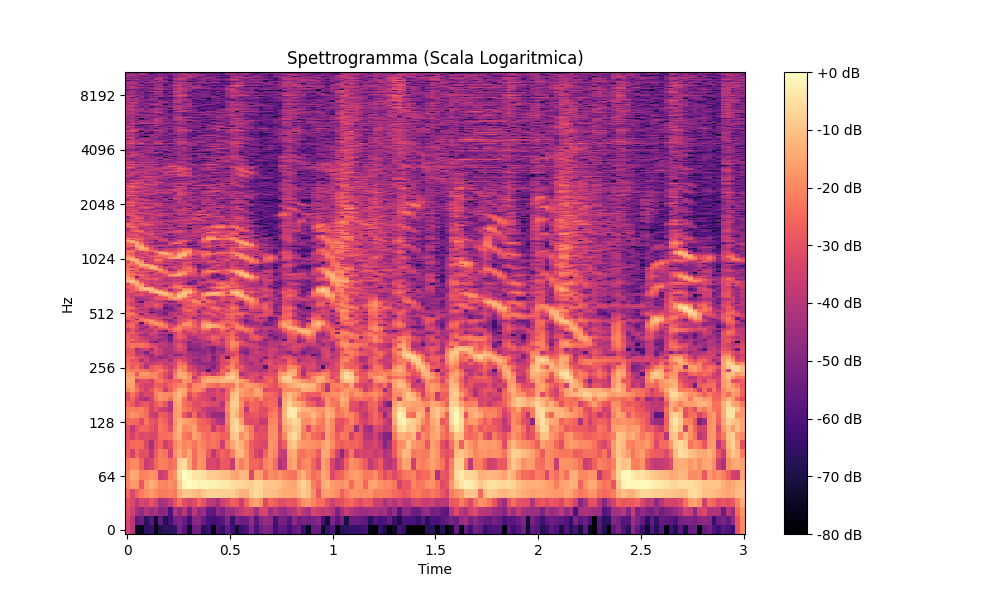 Spettrogramma (Scala Logaritmica)
8192
4096
2048
1024
512
256
128
64
0
Hz
0
0.5
1
1.5
2
2.5
3
Time
+0 dB
-10 dB
-20 dB
-30 dB
-40 dB
-50 dB
-60 dB
-70 dB
-80 dB